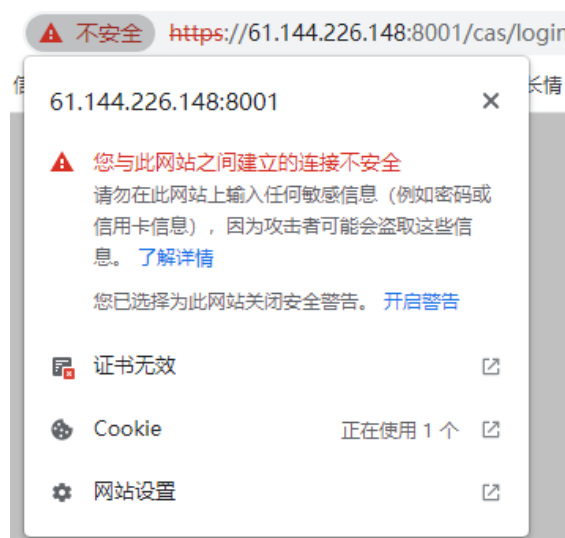 不安全 https://61.144.226.148:8001/cas/login
信
长情
61.144.226.148:8001
您与此网站之间建立的连接不安全
请勿在此网站上输入任何敏感信息（例如密码或
信用卡信息），因为攻击者可能会盗取这些信
息。 了解详情
您已选择为此网站关闭安全警告。 开启警告
证书无效
Cookie 正在使用 1 个
网站设置